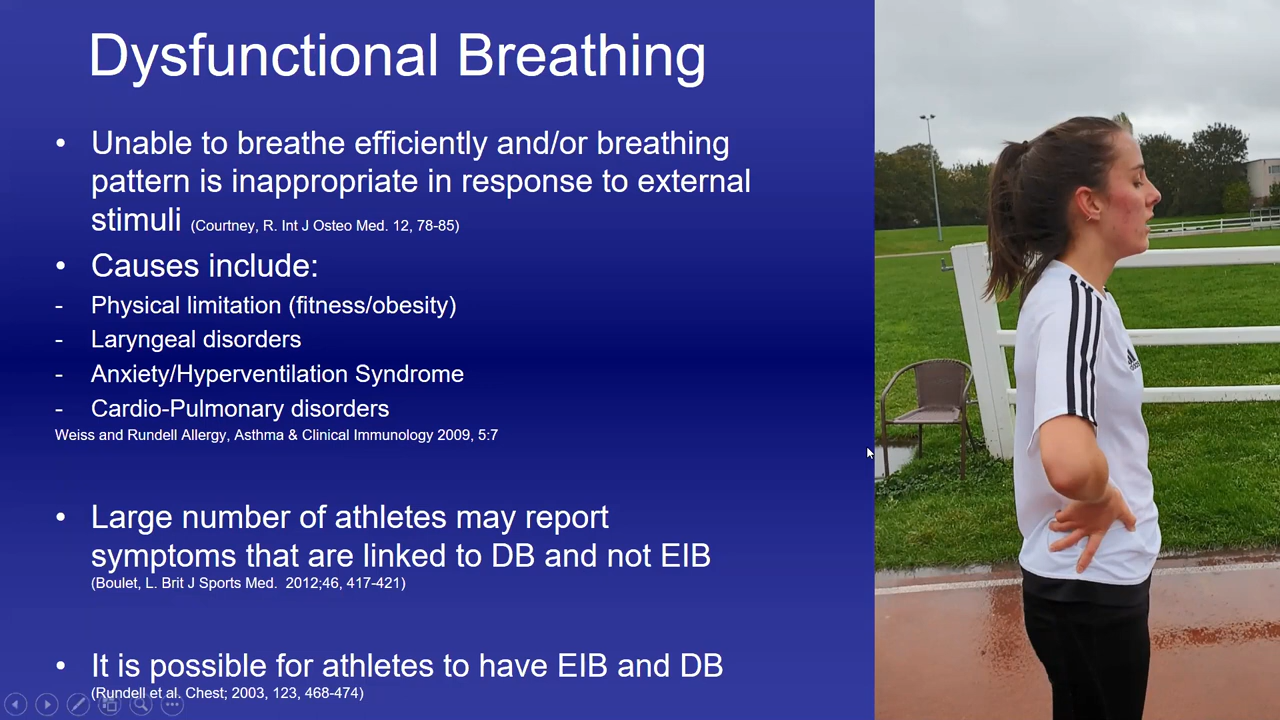 Dysfunctional Breathing
• Unable to breathe efficiently and/or breathing
pattern is inappropriate in response to external
stimuli (Courtney, R. Int J Osteo Med. 12, 78-85)
• Causes include:
- Physical limitation (fitness/obesity)
- Laryngeal disorders
- Anxiety/Hyperventilation Syndrome
- Cardio-Pulmonary disorders
Weiss and Rundell Allergy, Asthma & Clinical Immunology 2009, 5:7
• Large number of athletes may report
symptoms that are linked to DB and not EIB
(Boulet, L. Brit J Sports Med.  2012;46, 417-421)
• It is possible for athletes to have EIB and DB
(Rundell et al. Chest; 2003, 123, 468-474)